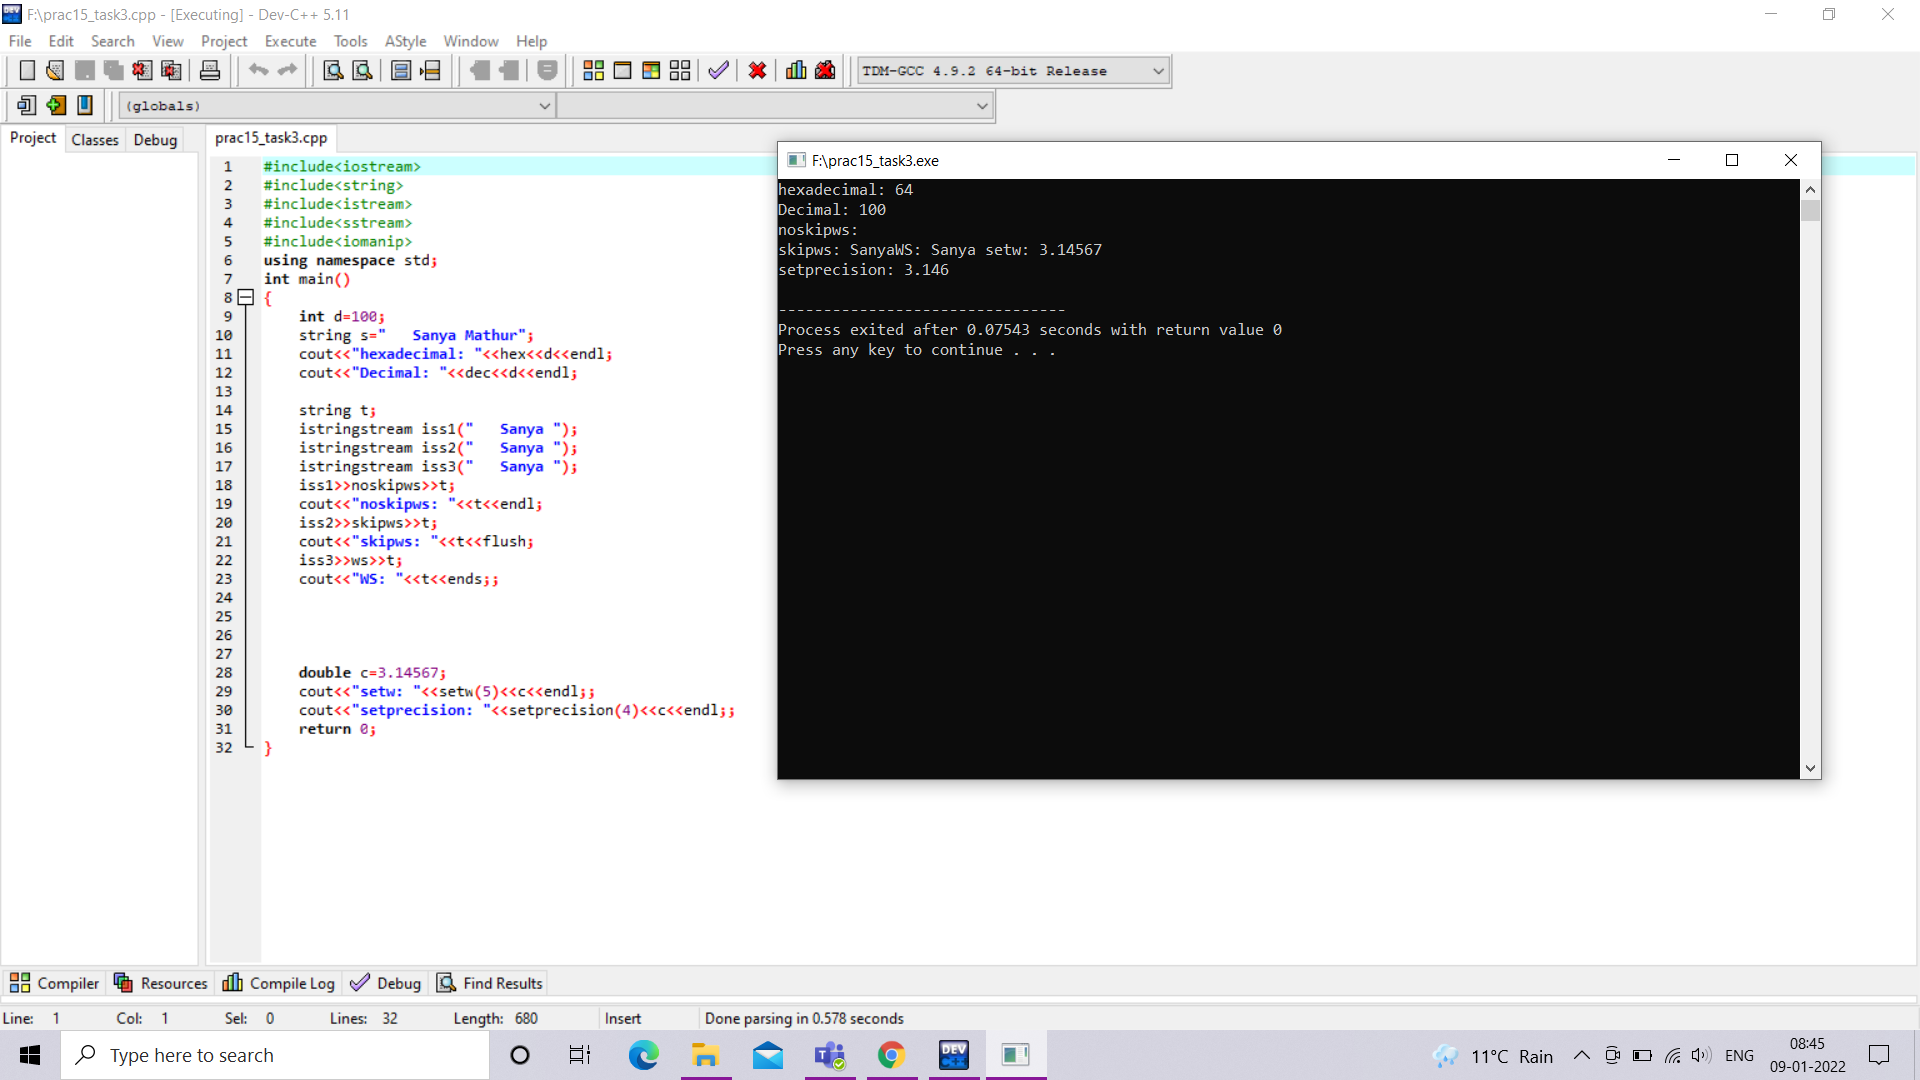 F:\prac15_task3.cpp - [Executing] - Dev-C++ 5.11
File Edit Search View Project Execute Tools AStyle Window Help
TDM-GCC 4.9.2 64-bit Release
(globals)
Project Classes Debug
prac15_task3.cpp
1 #include<iostream>
2 #include<string>
3 #include<istream>
4 #include<sstream>
5 #include<iomanip>
6 using namespace std;
7 int main()
8 {
9 int d=100;
10 string s="   Sanya Mathur";
11 cout<<"hexadecimal: "<<hex<<d<<endl;
12 cout<<"Decimal: "<<dec<<d<<endl;
13
14 string t;
15 istringstream iss1("   Sanya ");
16 istringstream iss2("   Sanya ");
17 istringstream iss3("   Sanya ");
18 iss1>>noskipws>>t;
19 cout<<"noskipws: "<<t<<endl;
20 iss2>>skipws>>t;
21 cout<<"skipws: "<<t<<flush;
22 iss3>>ws>>t;
23 cout<<"WS: "<<t<<ends;;
24
25
26
27
28 double c=3.14567;
29 cout<<"setw: "<<setw(5)<<c<<endl;;
30 cout<<"setprecision: "<<setprecision(4)<<c<<endl;;
31 return 0;
32 }
F:\prac15_task3.exe
hexadecimal: 64
Decimal: 100
noskipws:
skipws: SanyaWS: Sanya setw: 3.14567
setprecision: 3.146
--------------------------------
Process exited after 0.07543 seconds with return value 0
Press any key to continue . . .
Compiler Resources Compile Log Debug Find Results
Line: 1 Col: 1 Sel: 0 Lines: 32 Length: 680 Insert Done parsing in 0.578 seconds
Type here to search
DEV C++
11°C Rain
ENG
08:45
09-01-2022